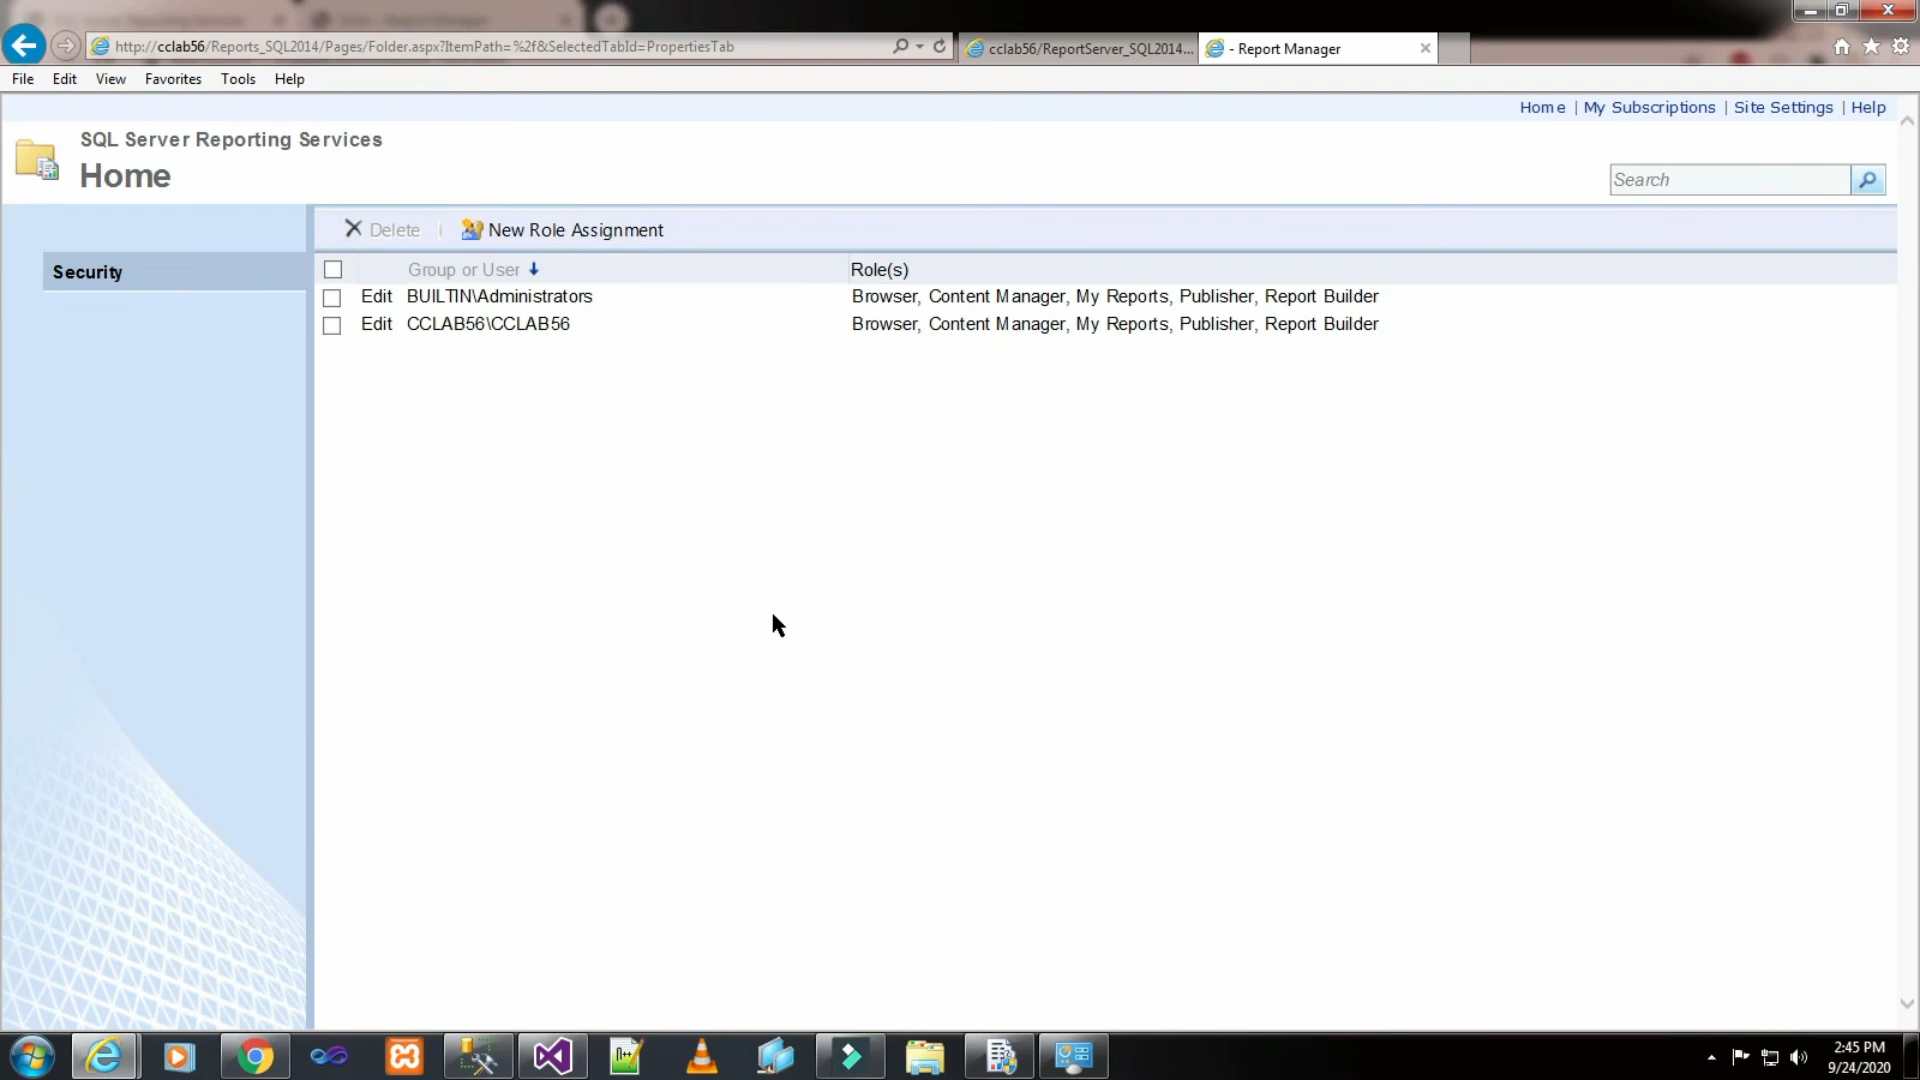 http://cclab56/Reports_SQL2014/Pages/Folder.aspx?ItemPath=%2f&SelectedTabId=PropertiesTab
cclab56/ReportServer_SQL2014...
- Report Manager
File Edit View Favorites Tools Help
Home | My Subscriptions | Site Settings | Help
SQL Server Reporting Services
Home
Search
Delete | New Role Assignment
Security
Group or User Role(s)
Edit BUILTIN\Administrators Browser, Content Manager, My Reports, Publisher, Report Builder
Edit CCLAB56\CCLAB56 Browser, Content Manager, My Reports, Publisher, Report Builder
2:45 PM
9/24/2020